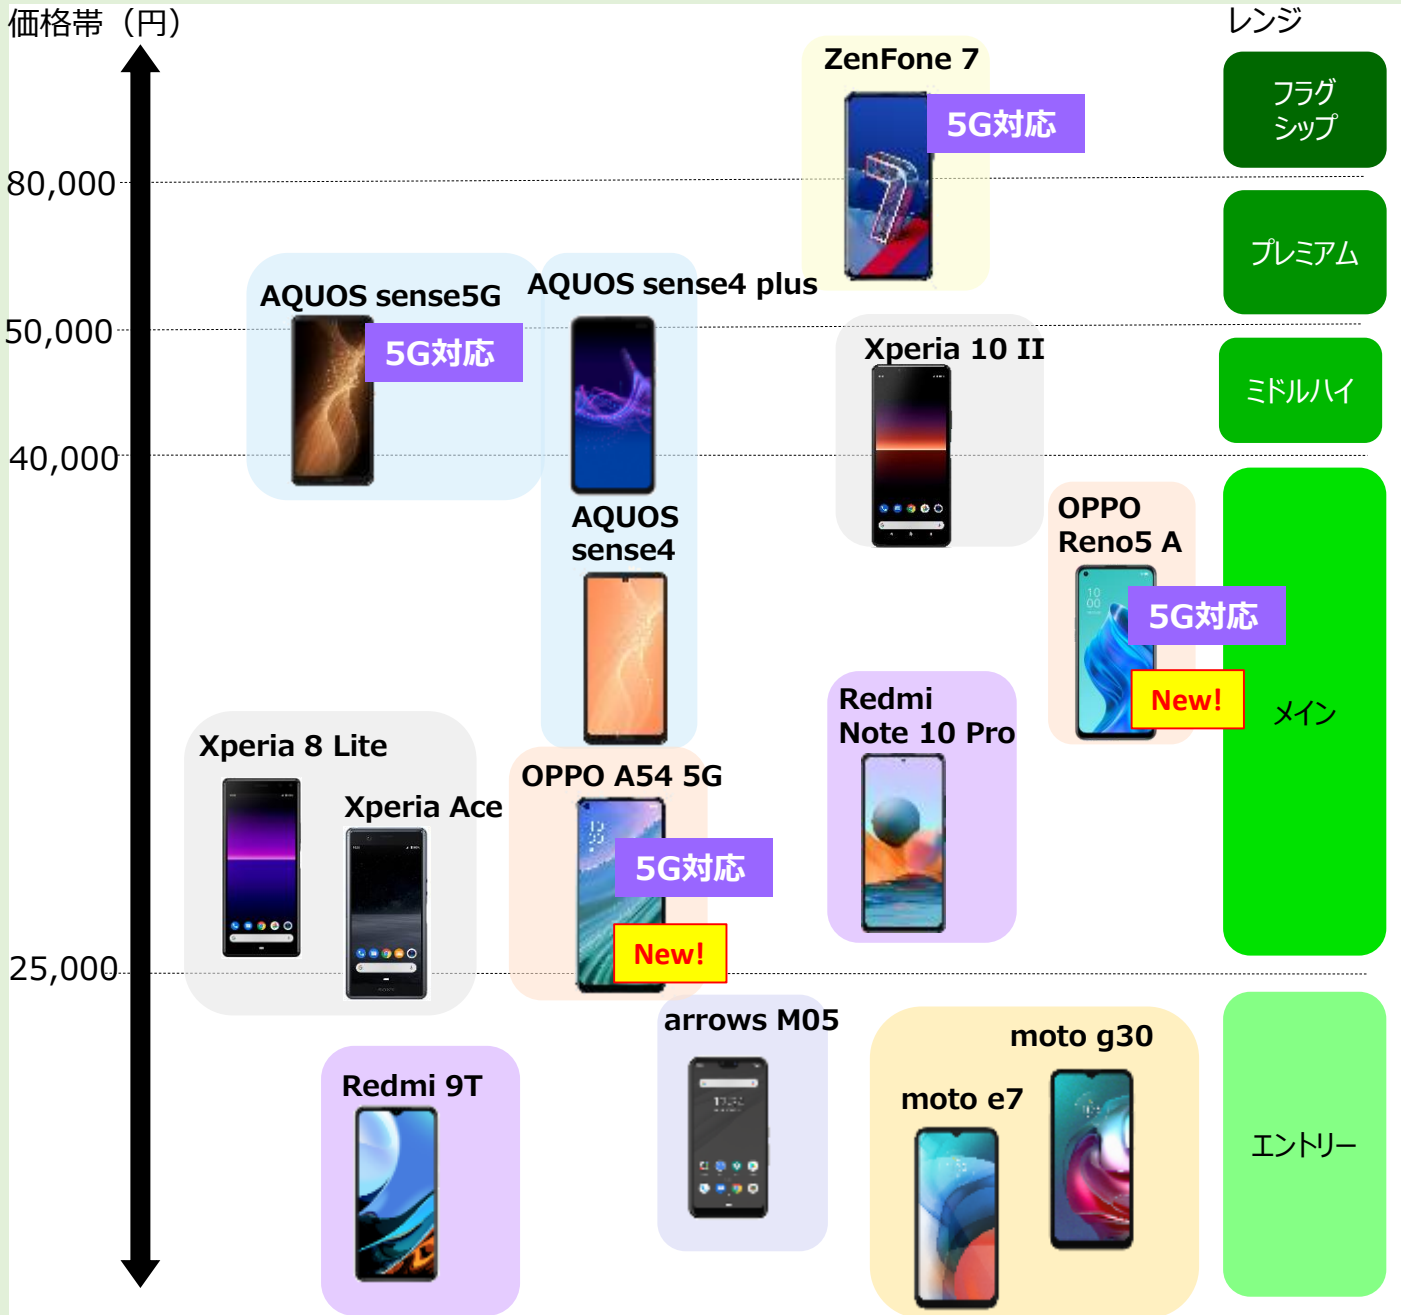 価格帯（円）
レンジ
ZenFone 7
5G対応
フラグ
シップ
80,000
プレミアム
AQUOS sense5G
AQUOS sense4 plus
50,000
5G対応
Xperia 10 II
ミドルハイ
40,000
AQUOS
sense4
OPPO
Reno5 A
5G対応
New!
メイン
Redmi
Note 10 Pro
Xperia 8 Lite
Xperia Ace
OPPO A54 5G
5G対応
New!
25,000
arrows M05
moto g30
moto e7
Redmi 9T
エントリー